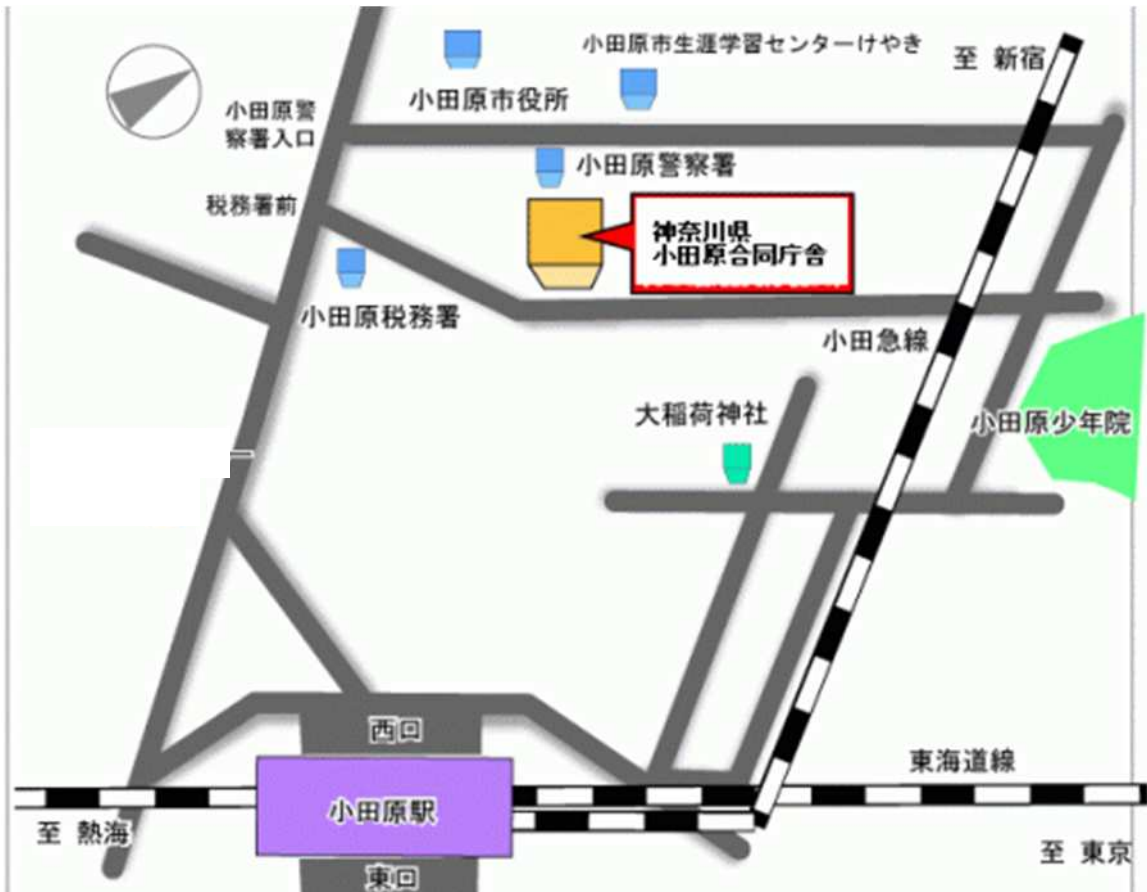 小田原市生涯学習センターけやき
至 新宿
小田原市役所
小田原警
察署入口
小田原警察署
税務署前
神奈川県
小田原合同庁舎
小田原税務署
小田急線
大稲荷神社
小田原少年院
西口
東海道線
小田原駅
至 熱海
至 東京
東口